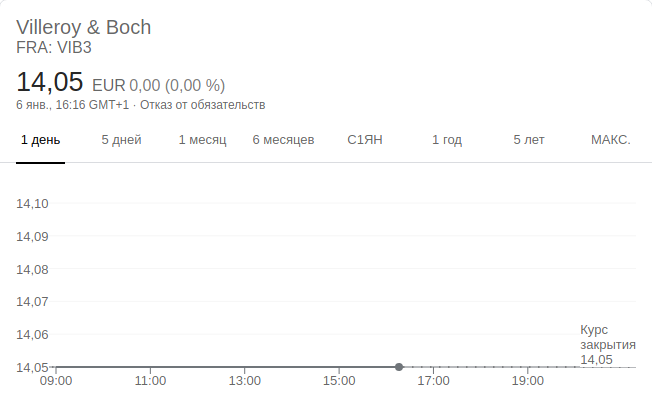 Villeroy & Boch
FRA: VIB3
14,05 EUR 0,00 (0,00 %)
6 янв., 16:16 GMT+1 · Отказ от обязательств
1 день 5 дней 1 месяц 6 месяцев С1ЯН 1 год 5 лет МАКС.
14,10
14,09
14,08
14,07
14,06
Курс
закрытия
14,05
14,05
09:00 11:00 13:00 15:00 17:00 19:00